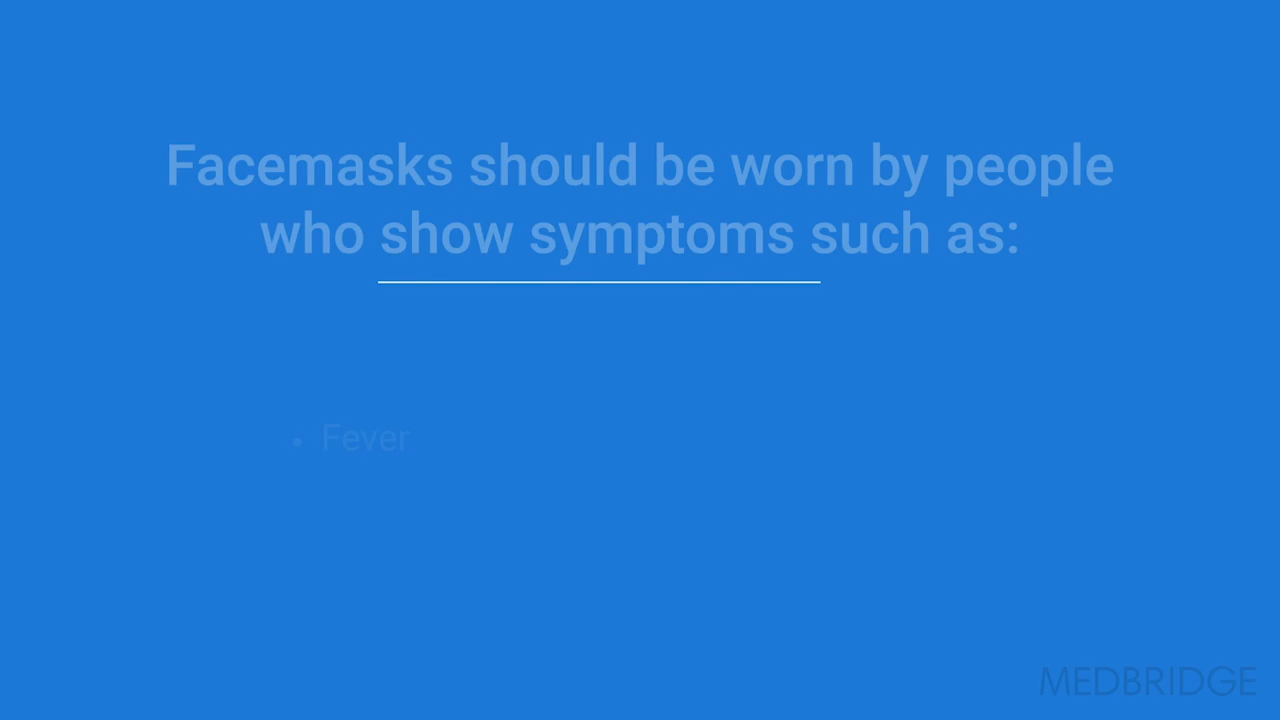 Facemasks should be worn by people
who show symptoms such as:
• Fever
MEDBRIDGE